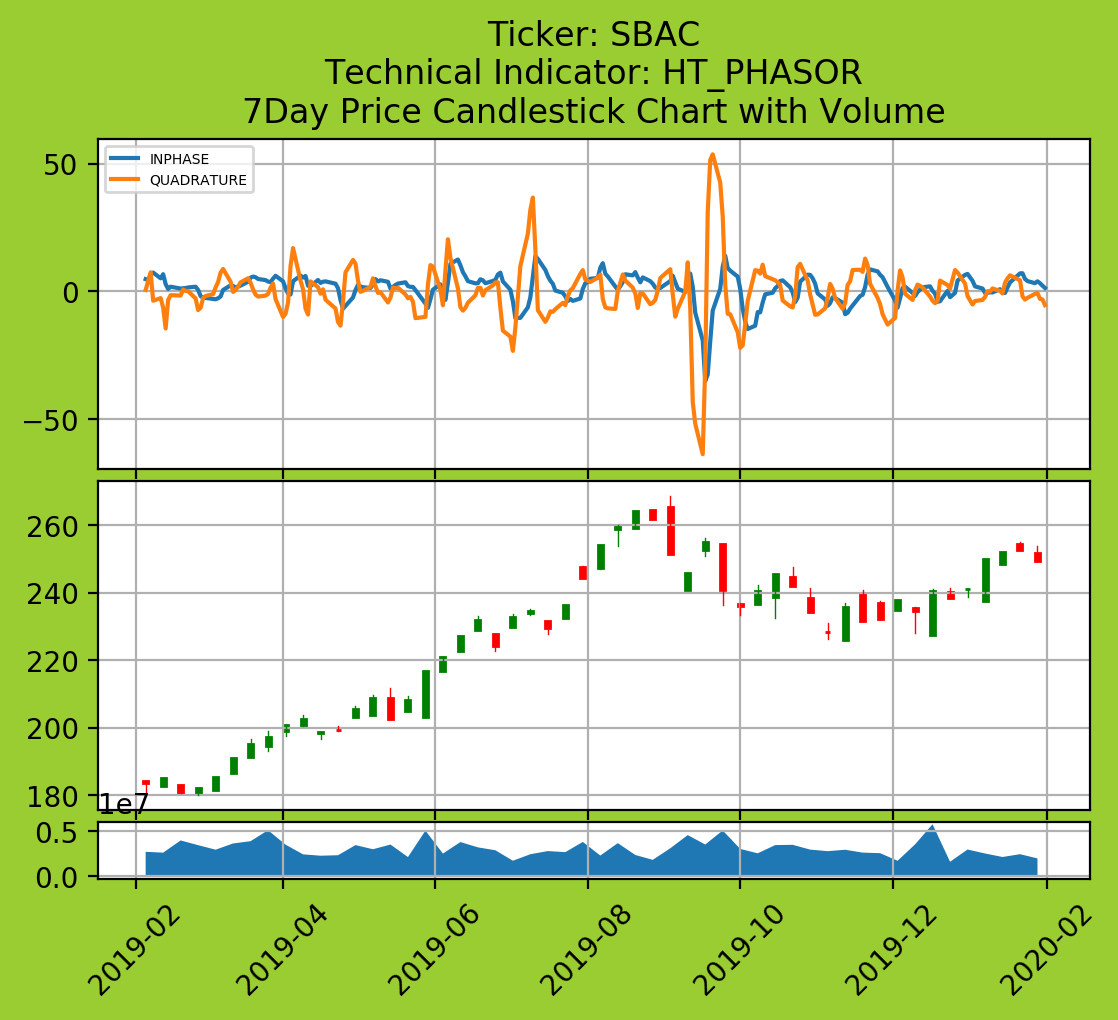 Ticker: SBAC
Technical Indicator: HT_PHASOR
7Day Price Candlestick Chart with Volume
INPHASE
QUADRATURE
50
0
−50
260
240
220
200
180
1e7
0.5
0.0
2019-02
2019-04
2019-06
2019-08
2019-10
2019-12
2020-02